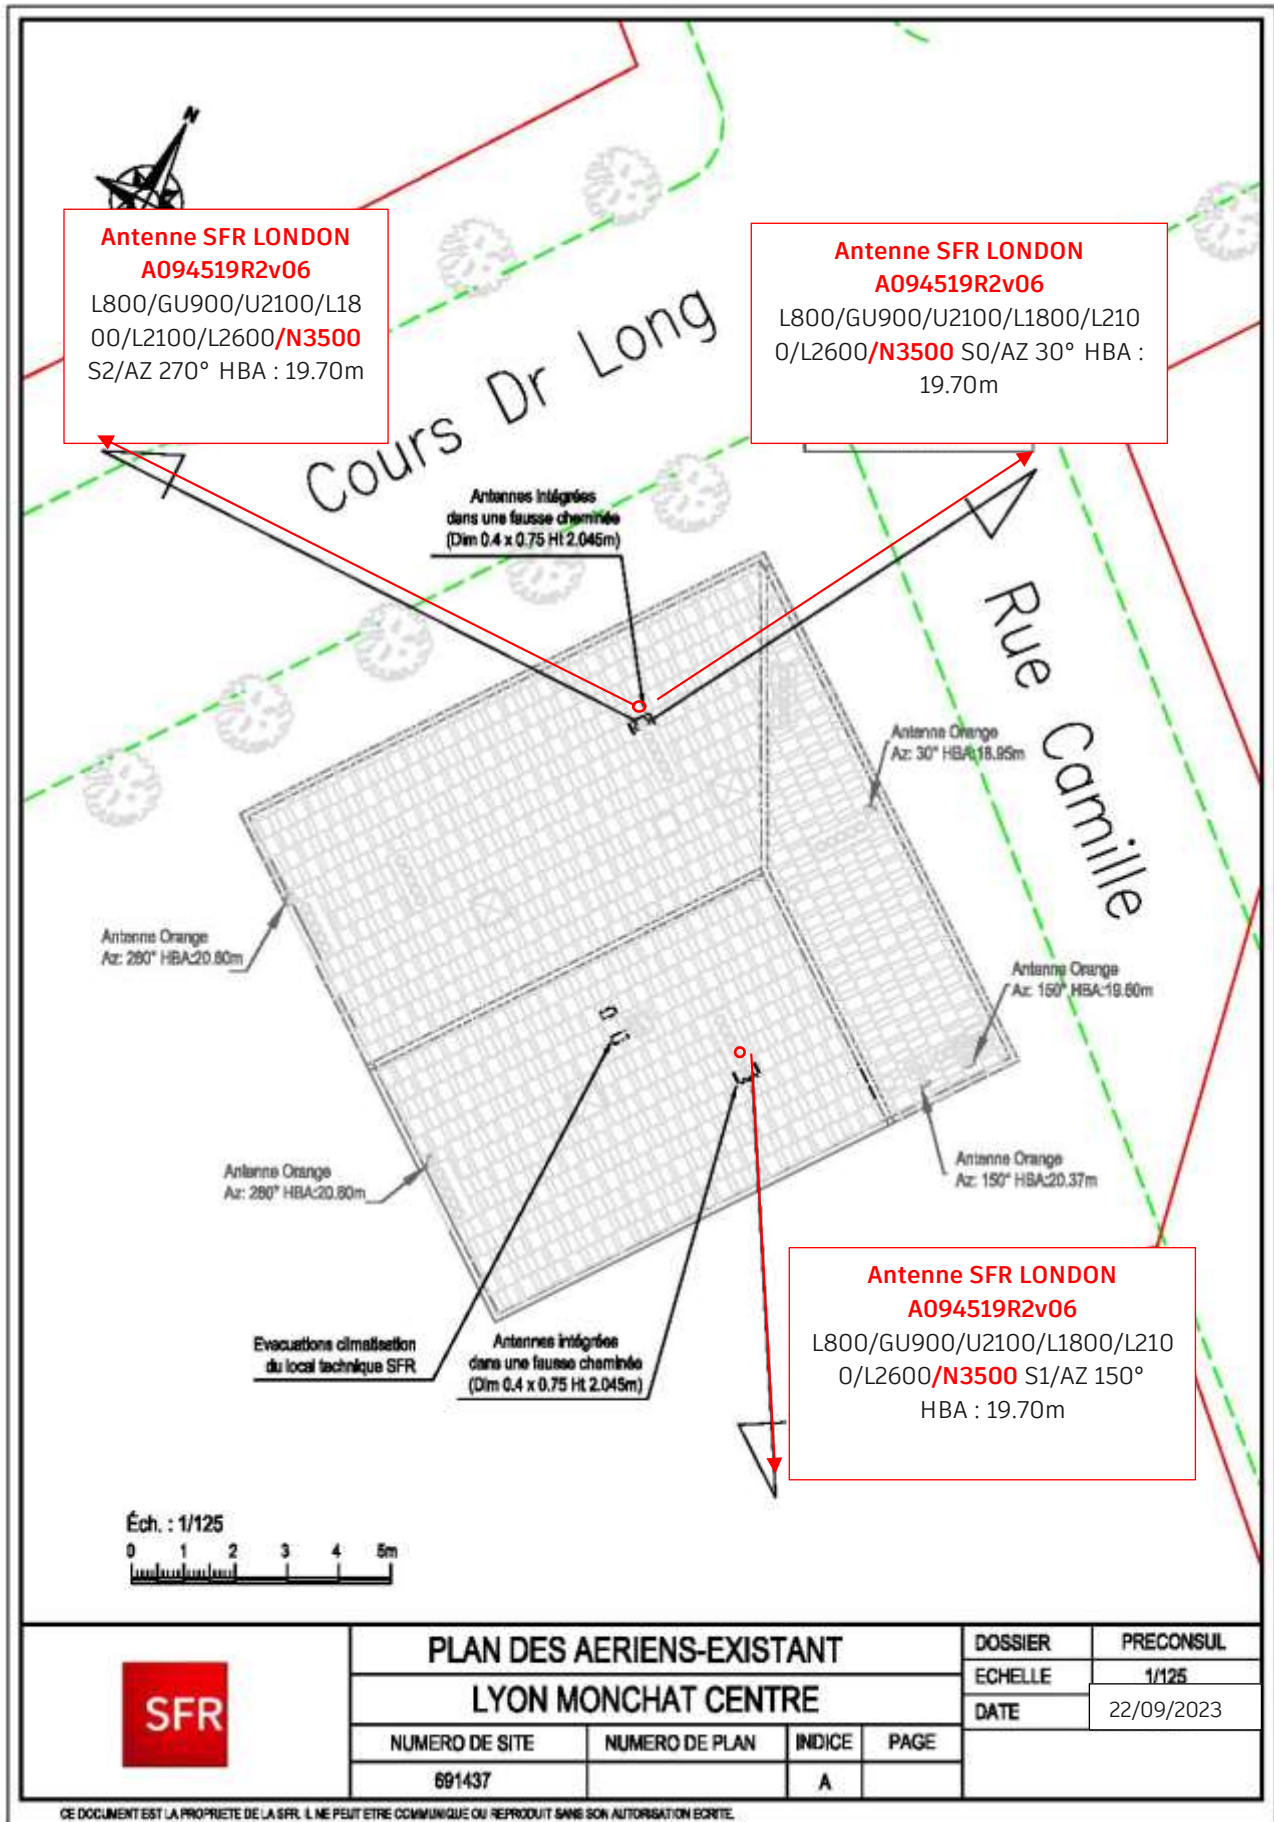 N
Antenne SFR LONDON
A094519R2v06
L800/GU900/U2100/L18
00/L2100/L2600/N3500
S2/AZ 270° HBA : 19.70m
Antenne SFR LONDON
A094519R2v06
L800/GU900/U2100/L1800/L210
0/L2600/N3500 S0/AZ 30° HBA :
19.70m
Cours Dr Long
Antennes intégrées
dans une fausse cheminée
(Dim 0.4 x 0.75 Ht 2.045m)
Rue Camille
Antenne Orange
Az: 30° HBA:18.95m
Antenne Orange
Az: 280° HBA:20.80m
Antenne Orange
Az: 150° HBA:19.80m
Antenne Orange
Az: 280° HBA:20.80m
Antenne Orange
Az: 150° HBA:20.37m
Antenne SFR LONDON
A094519R2v06
L800/GU900/U2100/L1800/L210
0/L2600/N3500 S1/AZ 150°
HBA : 19.70m
Evacuations climatisation
du local technique SFR
Antennes intégrées
dans une fausse cheminée
(Dim 0.4 x 0.75 Ht 2.045m)
Éch. : 1/125
0 1 2 3 4 5m
SFR
PLAN DES AERIENS-EXISTANT
LYON MONCHAT CENTRE
NUMERO DE SITE NUMERO DE PLAN INDICE PAGE
691437 A
DOSSIER PRECONSUL
ECHELLE 1/125
DATE 22/09/2023
CE DOCUMENT EST LA PROPRIETE DE LA SFR. IL NE PEUT ETRE COMMUNIQUE OU REPRODUIT SANS SON AUTORISATION ECRITE.